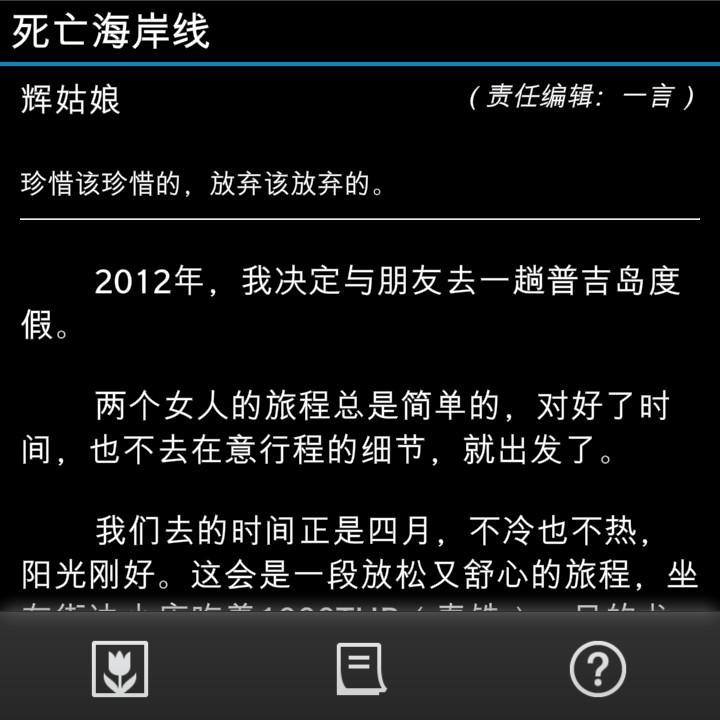 死亡海岸线
辉姑娘
（责任编辑：一言）
珍惜该珍惜的，放弃该放弃的。
2012年，我决定与朋友去一趟普吉岛度
假。
两个女人的旅程总是简单的，对好了时
间，也不去在意行程的细节，就出发了。
我们去的时间正是四月，不冷也不热，
阳光刚好。这会是一段放松又舒心的旅程，坐